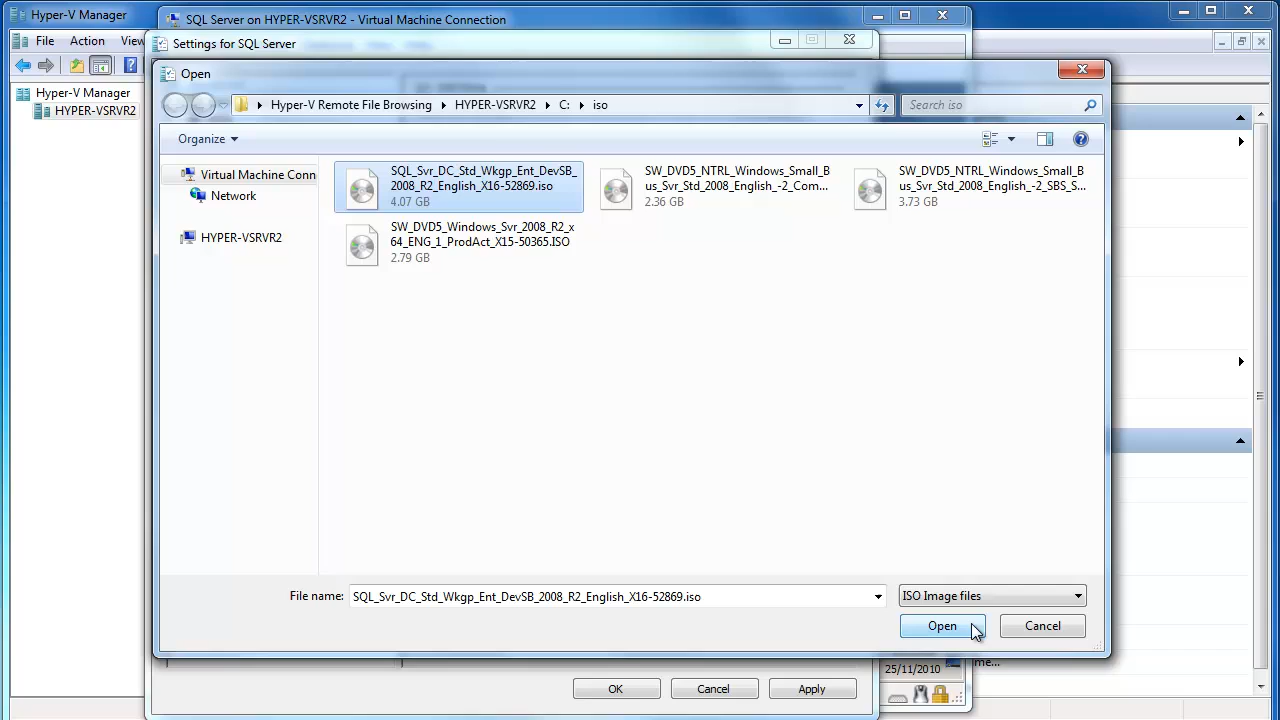 Hyper-V Manager
SQL Server on HYPER-VSRVR2 - Virtual Machine Connection
File Action View
Settings for SQL Server
Open
Hyper-V Manager
HYPER-VSRVR2
Hyper-V Remote File Browsing HYPER-VSRVR2 C: iso
Search iso
Organize
Virtual Machine Conn
Network
HYPER-VSRVR2
SQL_Svr_DC_Std_Wkgp_Ent_DevSB_
2008_R2_English_X16-52869.iso
4.07 GB
SW_DVD5_NTRL_Windows_Small_B
us_Svr_Std_2008_English_-2_Com...
2.36 GB
SW_DVD5_NTRL_Windows_Small_B
us_Svr_Std_2008_English_-2_SBS_S...
3.73 GB
SW_DVD5_Windows_Svr_2008_R2_x
64_ENG_1_ProdAct_X15-50365.ISO
2.79 GB
File name: SQL_Svr_DC_Std_Wkgp_Ent_DevSB_2008_R2_English_X16-52869.iso
ISO Image files
Open Cancel
25/11/2010
me...
OK Cancel Apply